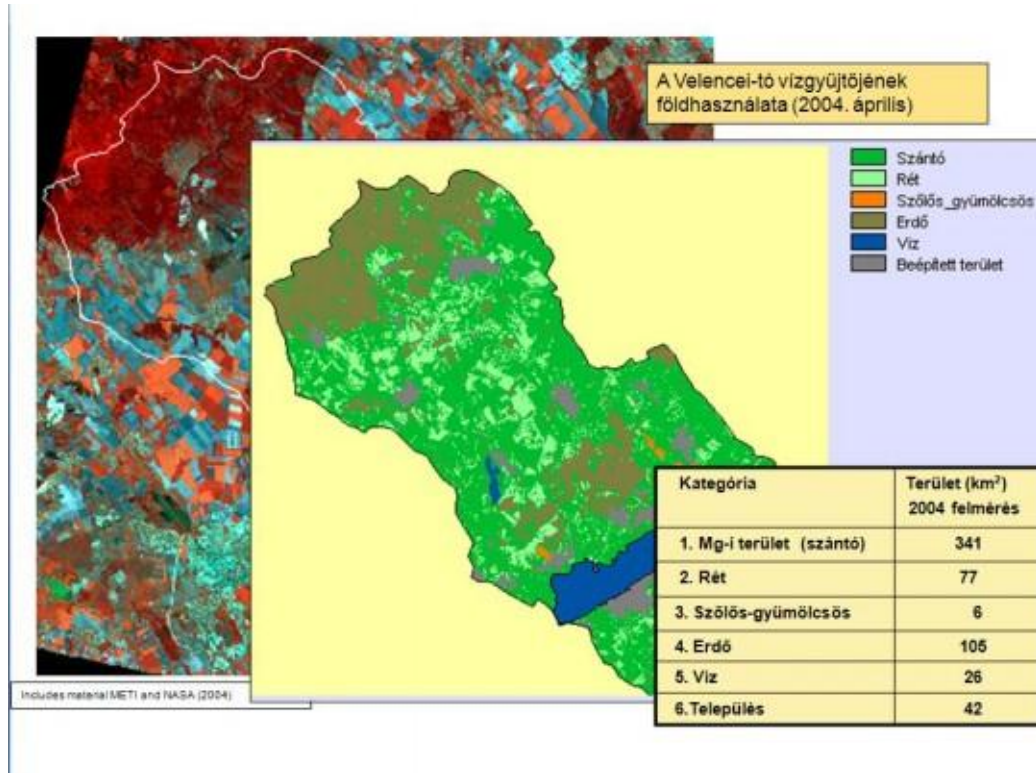 A Velencei-tó vízgyüjtőjének
földhasználata (2004. április)
Szántó
Rét
Szőlős_gyümölcsös
Erdő
Víz
Beépített terület
Kategória Terület (km²)
2004 felmérés
1. Mg-i terület (szántó) 341
2. Rét 77
3. Szőlős-gyümölcsös 6
4. Erdő 105
5. Víz 26
6.Település 42
Includes material METI and NASA (2004)